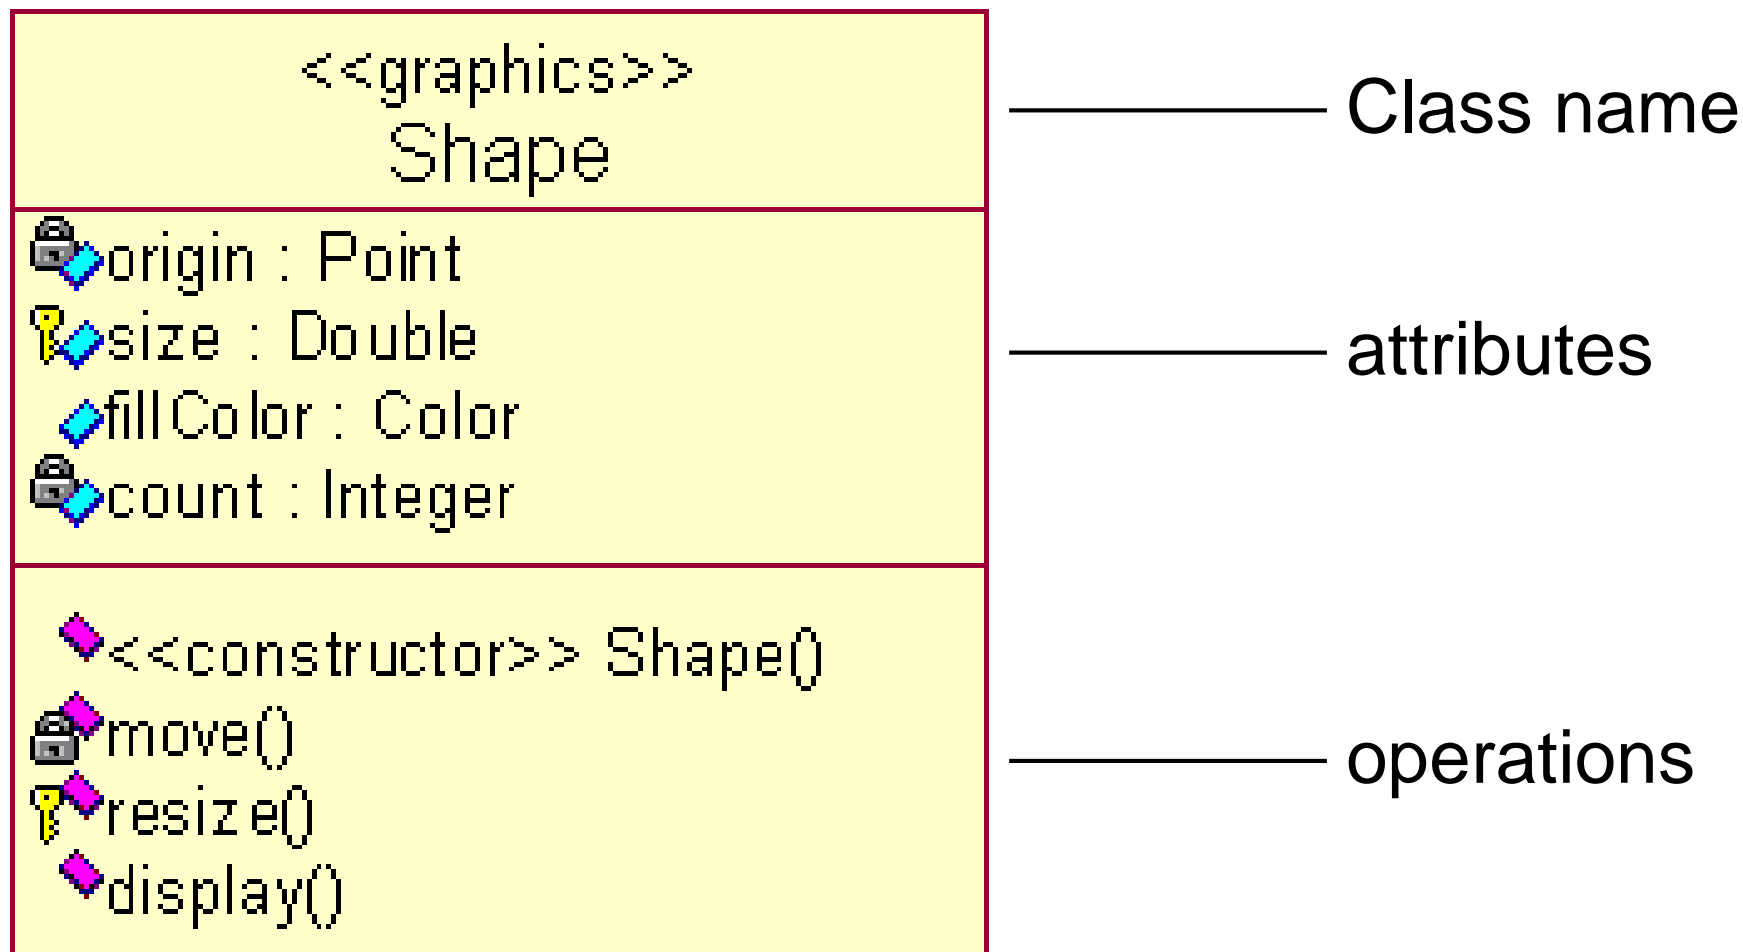 <<graphics>>
Shape
Class name
origin : Point
size : Double
attributes
fillColor : Color
count : Integer
<<constructor>> Shape()
move()
operations
resize()
display()